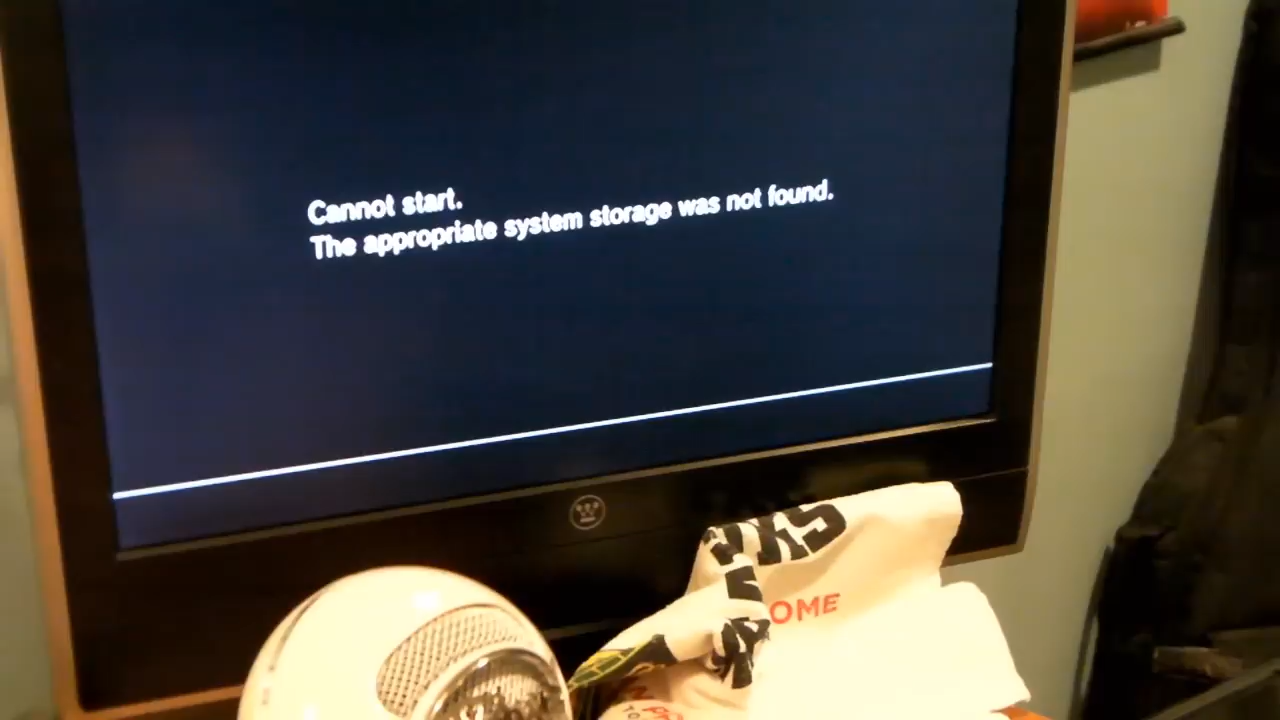 Cannot start.
The appropriate system storage was not found.
OME